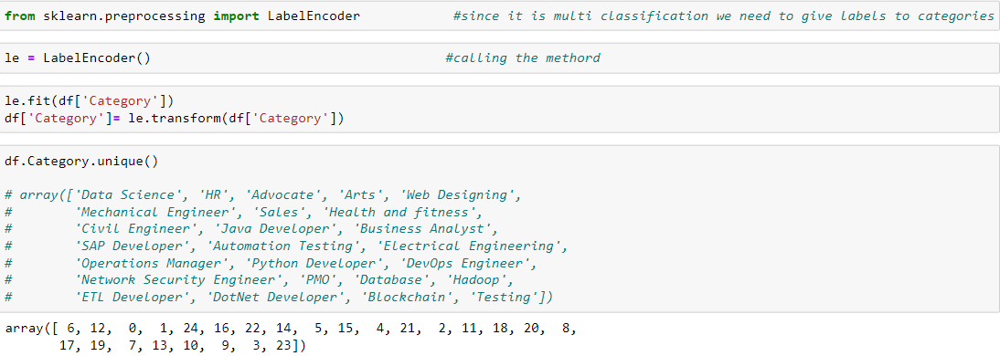 from sklearn.preprocessing import LabelEncoder #since it is multi classification we need to give labels to categories
le = LabelEncoder() #calling the methord
le.fit(df['Category'])
df['Category']= le.transform(df['Category'])
df.Category.unique()
# array(['Data Science', 'HR', 'Advocate', 'Arts', 'Web Designing',
# 'Mechanical Engineer', 'Sales', 'Health and fitness',
# 'Civil Engineer', 'Java Developer', 'Business Analyst',
# 'SAP Developer', 'Automation Testing', 'Electrical Engineering',
# 'Operations Manager', 'Python Developer', 'DevOps Engineer',
# 'Network Security Engineer', 'PMO', 'Database', 'Hadoop',
# 'ETL Developer', 'DotNet Developer', 'Blockchain', 'Testing'])
array([ 6, 12, 0, 1, 24, 16, 22, 14, 5, 15, 4, 21, 2, 11, 18, 20, 8,
17, 19, 7, 13, 10, 9, 3, 23])